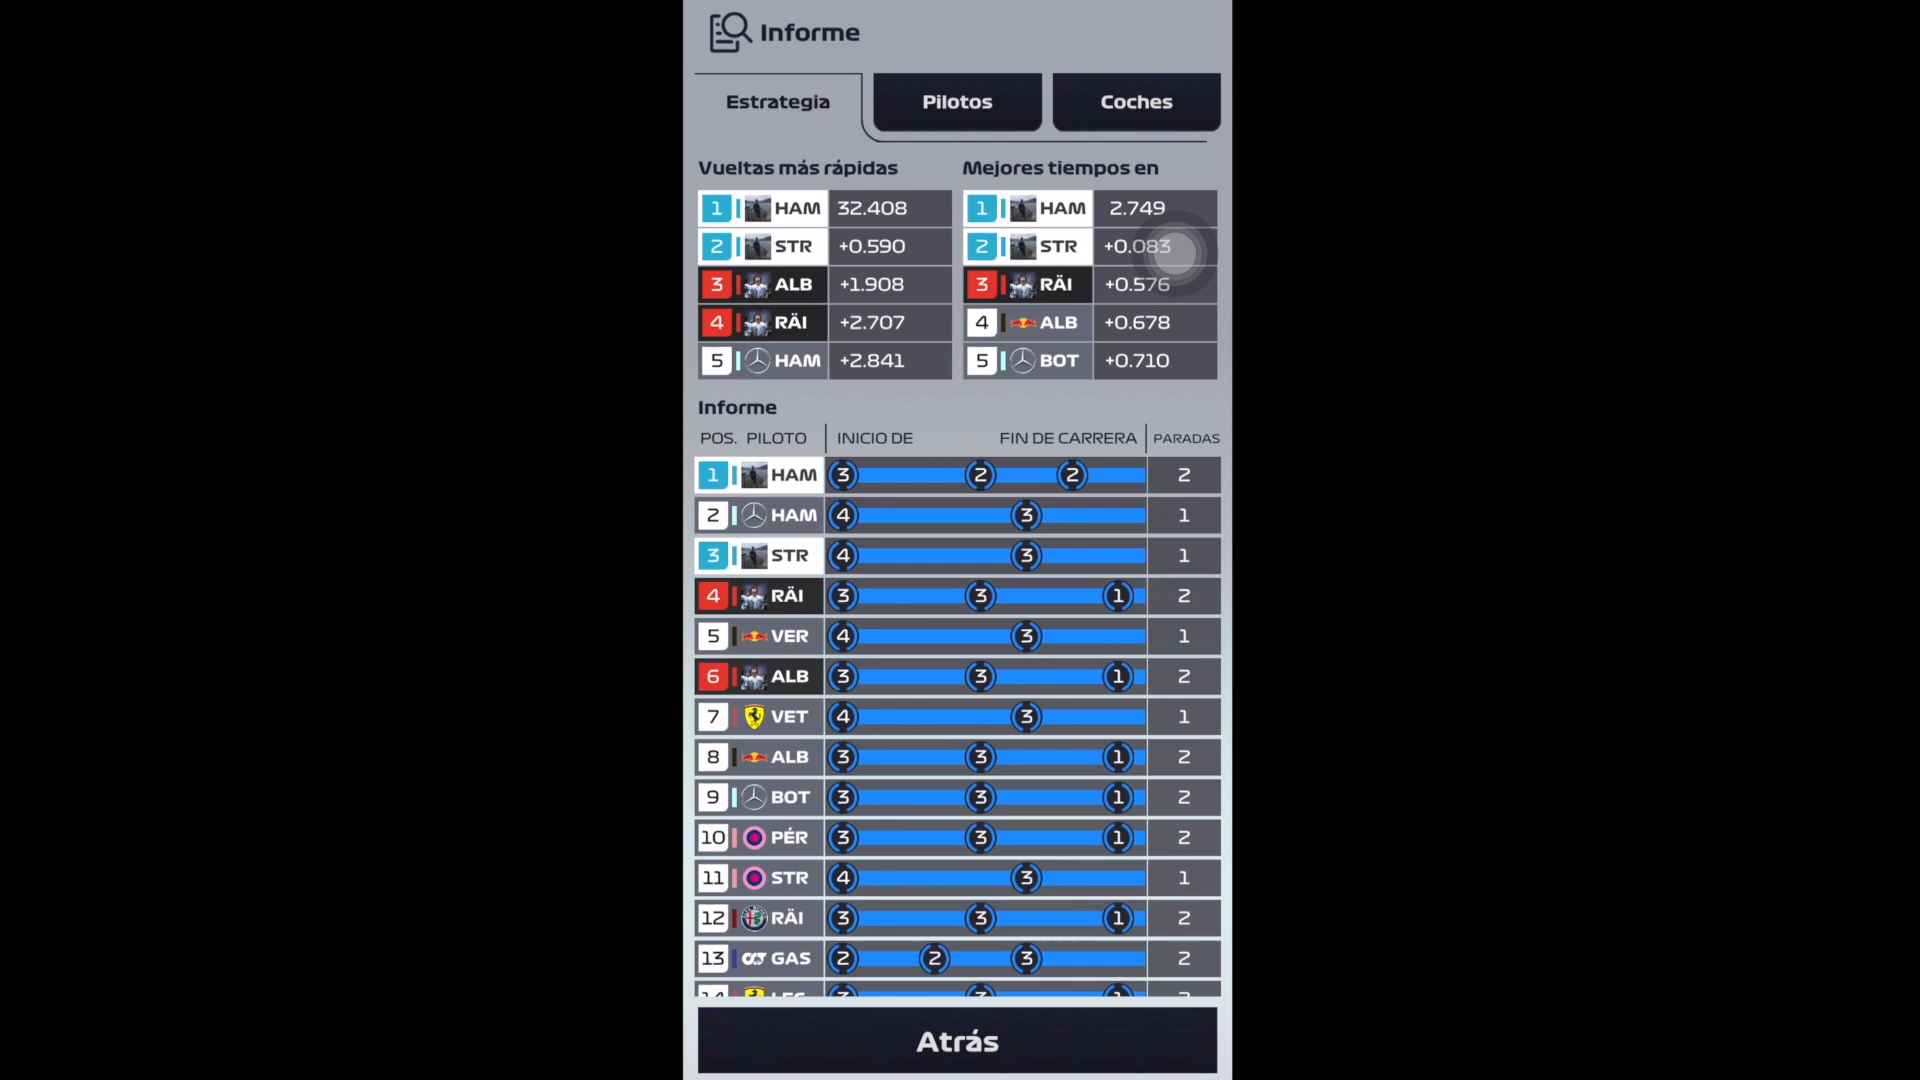 Informe
Estrategia Pilotos Coches
Vueltas más rápidas
1 HAM 32.408
2 STR +0.590
3 ALB +1.908
4 RÄI +2.707
5 HAM +2.841
Mejores tiempos en
1 HAM 2.749
2 STR +0.083
3 RÄI +0.576
4 ALB +0.678
5 BOT +0.710
Informe
POS. PILOTO INICIO DE FIN DE CARRERA PARADAS
1 HAM 3 2 2 2
2 HAM 4 3 1
3 STR 4 3 1
4 RÄI 3 3 1 2
5 VER 4 3 1
6 ALB 3 3 1 2
7 VET 4 3 1
8 ALB 3 3 1 2
9 BOT 3 3 1 2
10 PÉR 3 3 1 2
11 STR 4 3 1
12 RÄI 3 3 1 2
13 GAS 2 2 3 2
Atrás